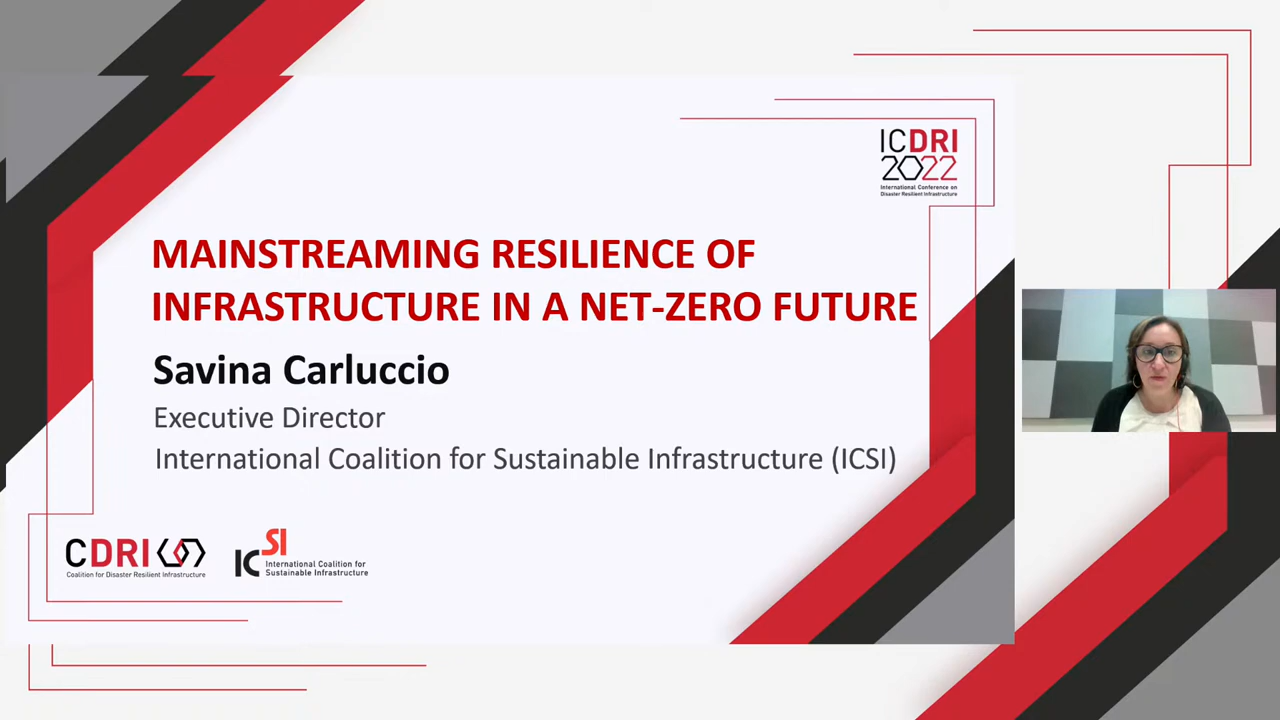 ICDRI
2022
International Conference on
Disaster Resilient Infrastructure
MAINSTREAMING RESILIENCE OF
INFRASTRUCTURE IN A NET-ZERO FUTURE
Savina Carluccio
Executive Director
International Coalition for Sustainable Infrastructure (ICSI)
CDRI
Coalition for Disaster Resilient Infrastructure
ICSI
International Coalition for
Sustainable Infrastructure